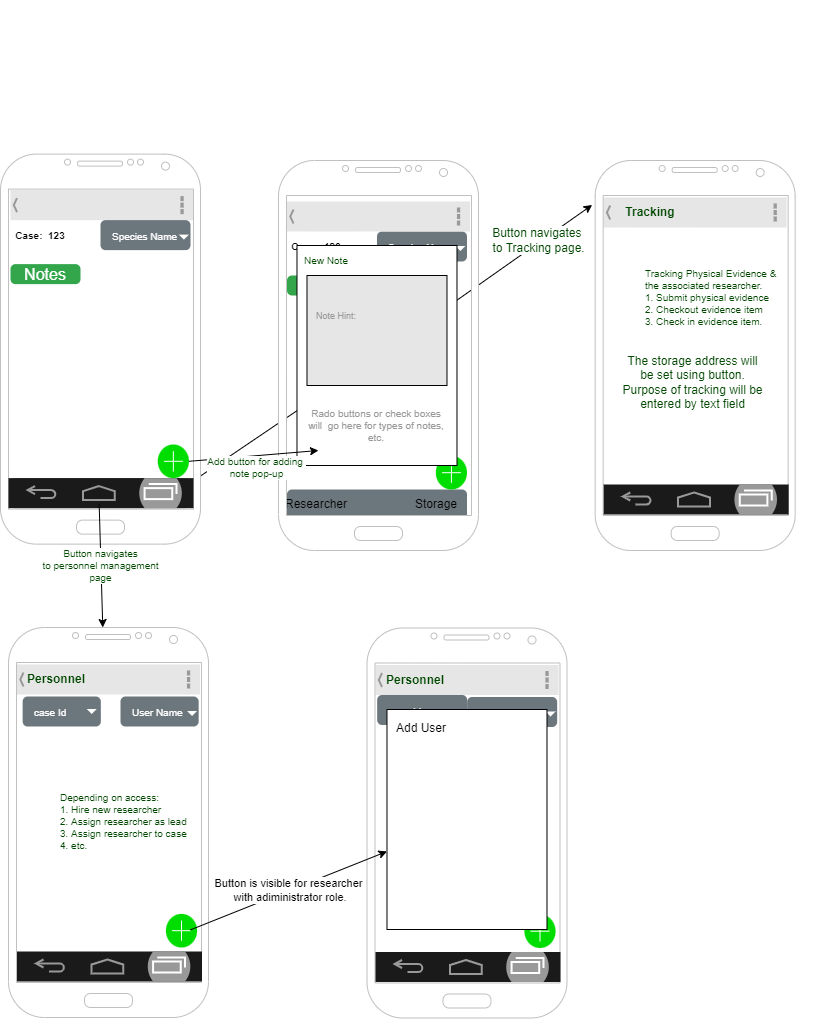 Case:  123
Species Name
Notes
New Note
Note Hint:
Rado buttons or check boxes
will  go here for types of notes,
etc.
Researcher
Storage
Add button for adding
note pop-up
Button navigates
to Tracking page.
Tracking
Tracking Physical Evidence &
the associated researcher.
1. Submit physical evidence
2. Checkout evidence item
3. Check in evidence item.
The storage address will
be set using button.
Purpose of tracking will be
entered by text field
Button navigates
to personnel management
page
Personnel
case Id
User Name
Depending on access:
1. Hire new researcher
2. Assign researcher as lead
3. Assign researcher to case
4. etc.
Button is visible for researcher
with adiministrator role.
Personnel
Add User